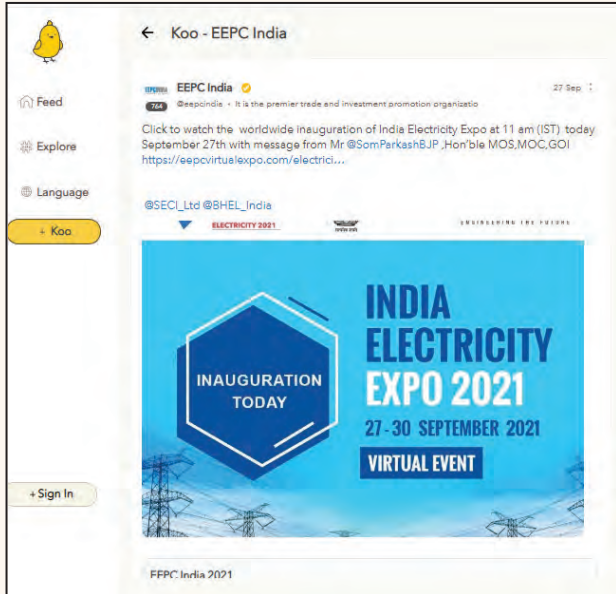 ← Koo - EEPC India
EEPC India
27 Sep
764
@eepcindia • It is the premier trade and investment promotion organizatio
Feed
Explore
Language
+ Koo
+ Sign In
Click to watch the worldwide inauguration of India Electricity Expo at 11 am (IST) today
September 27th with message from Mr @SomParkashBJP ,Hon'ble MOS,MOC,GOI
https://eepcvirtualexpo.com/electrici...
@SECI_Ltd @BHEL_India
ELECTRICITY 2021
ENGINEERING THE FUTURE
INAUGURATION
TODAY
INDIA
ELECTRICITY
EXPO 2021
27-30 SEPTEMBER 2021
VIRTUAL EVENT
EEPC India 2021